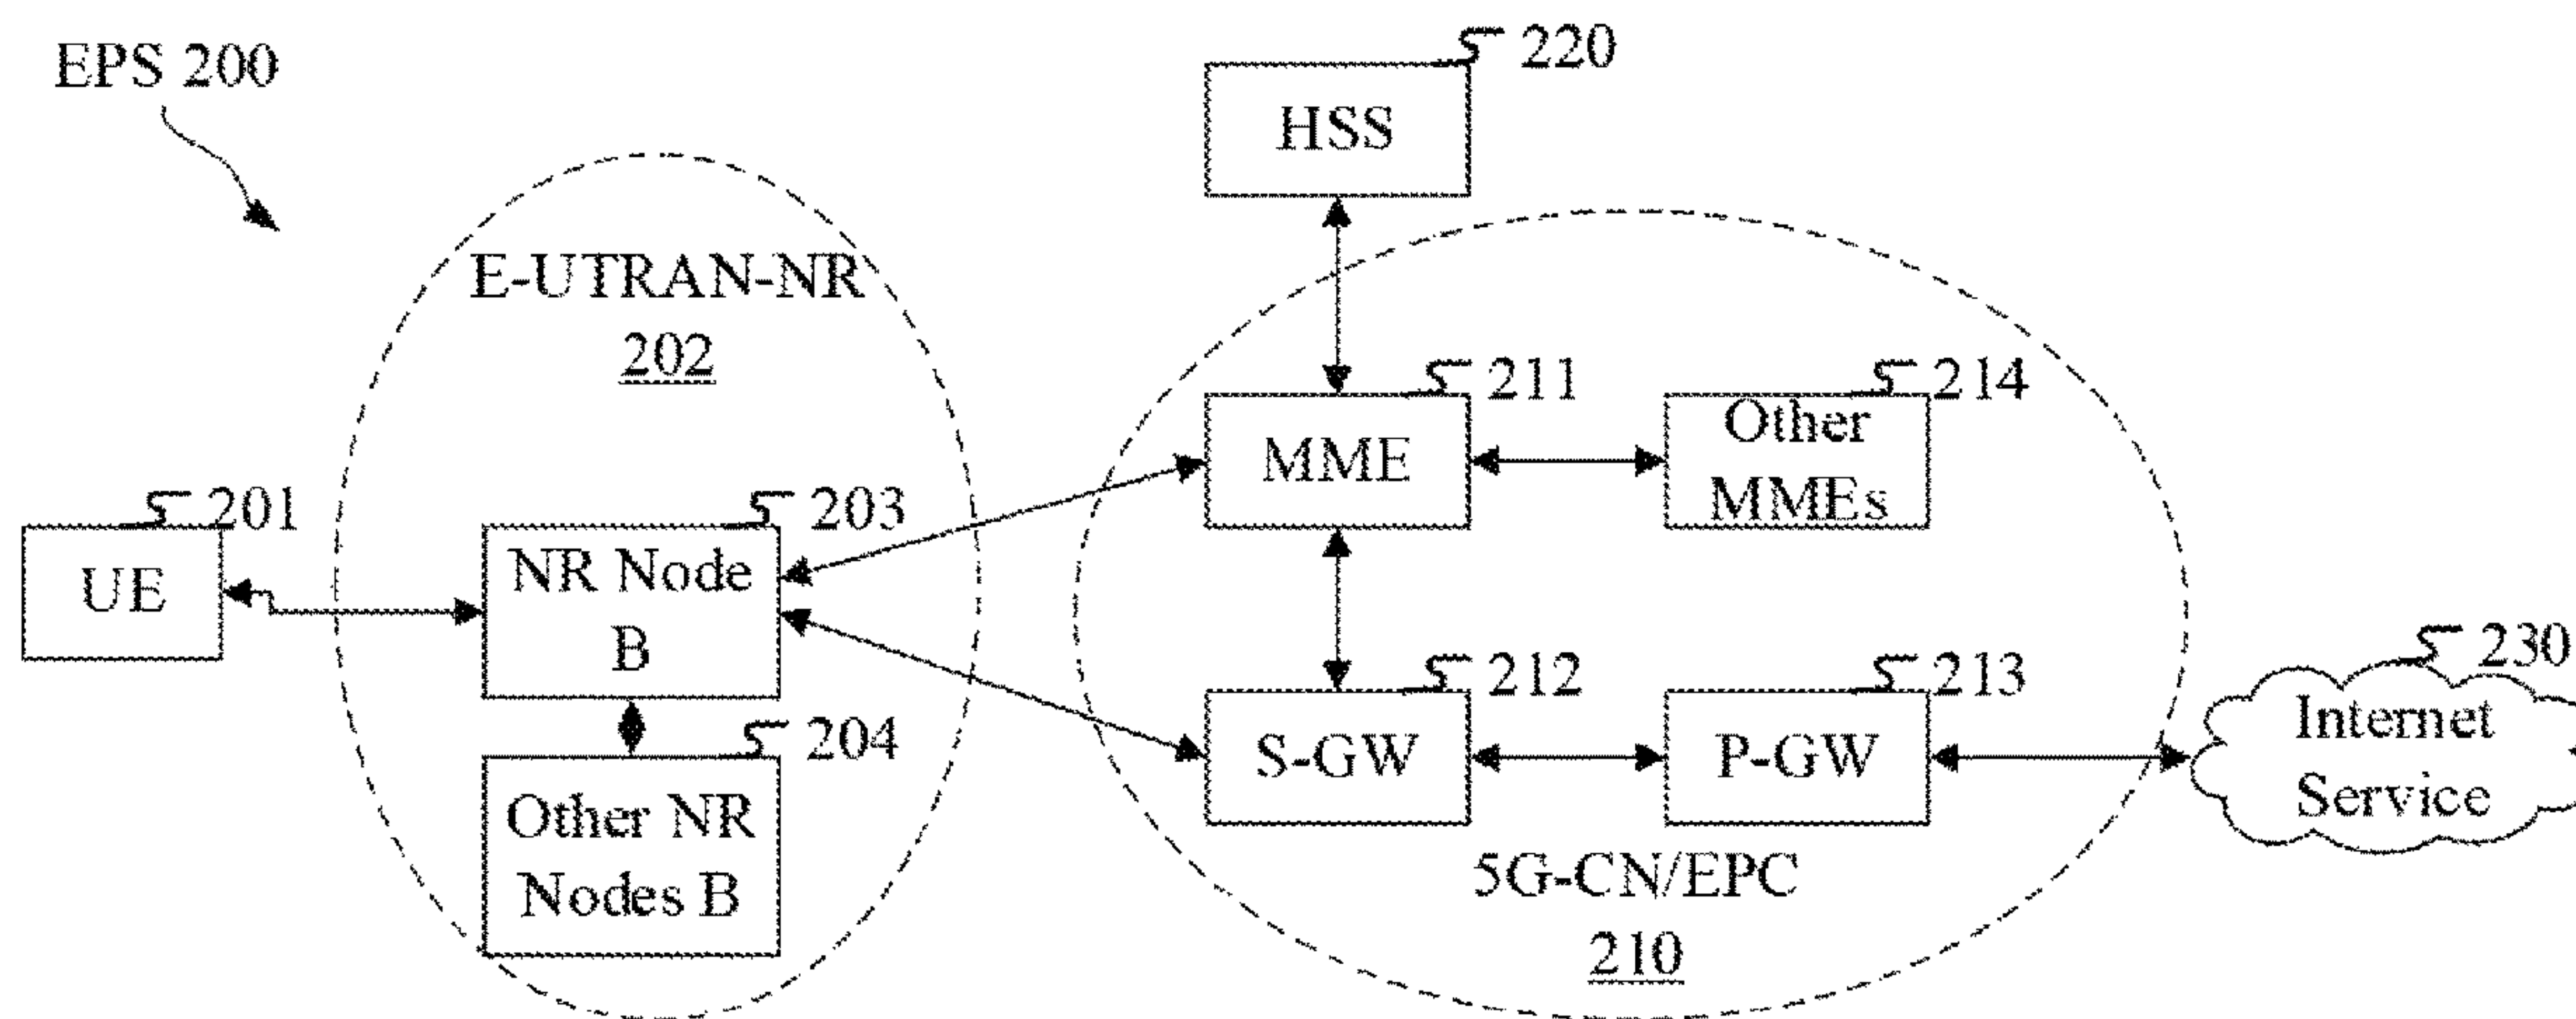 EPS 200
220
HSS
E-UTRAN-NR
202
211
MME
214
Other
MMEs
201
UE
203
NR Node
B
204
Other NR
Nodes B
212
S-GW
213
P-GW
230
Internet
Service
5G-CN/EPC
210